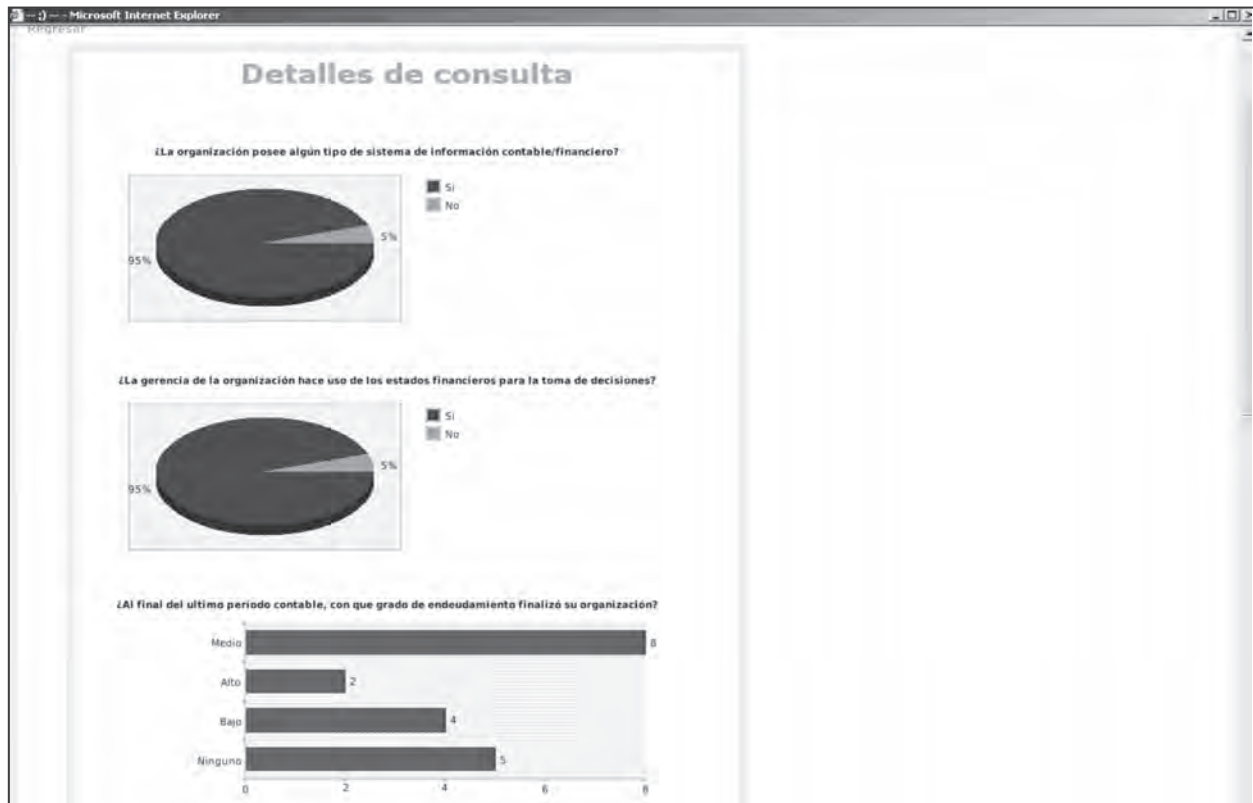 --:) -- - Microsoft Internet Explorer
Regresar
Detalles de consulta
¿La organización posee algún tipo de sistema de información contable/financiero?
Si
No
5%
95%
¿La gerencia de la organización hace uso de los estados financieros para la toma de decisiones?
Si
No
5%
95%
¿Al final del ultimo periodo contable, con que grado de endeudamiento finalizó su organización?
Medio 8
Alto 2
Bajo 4
Ninguno 5
0 2 4 6 8